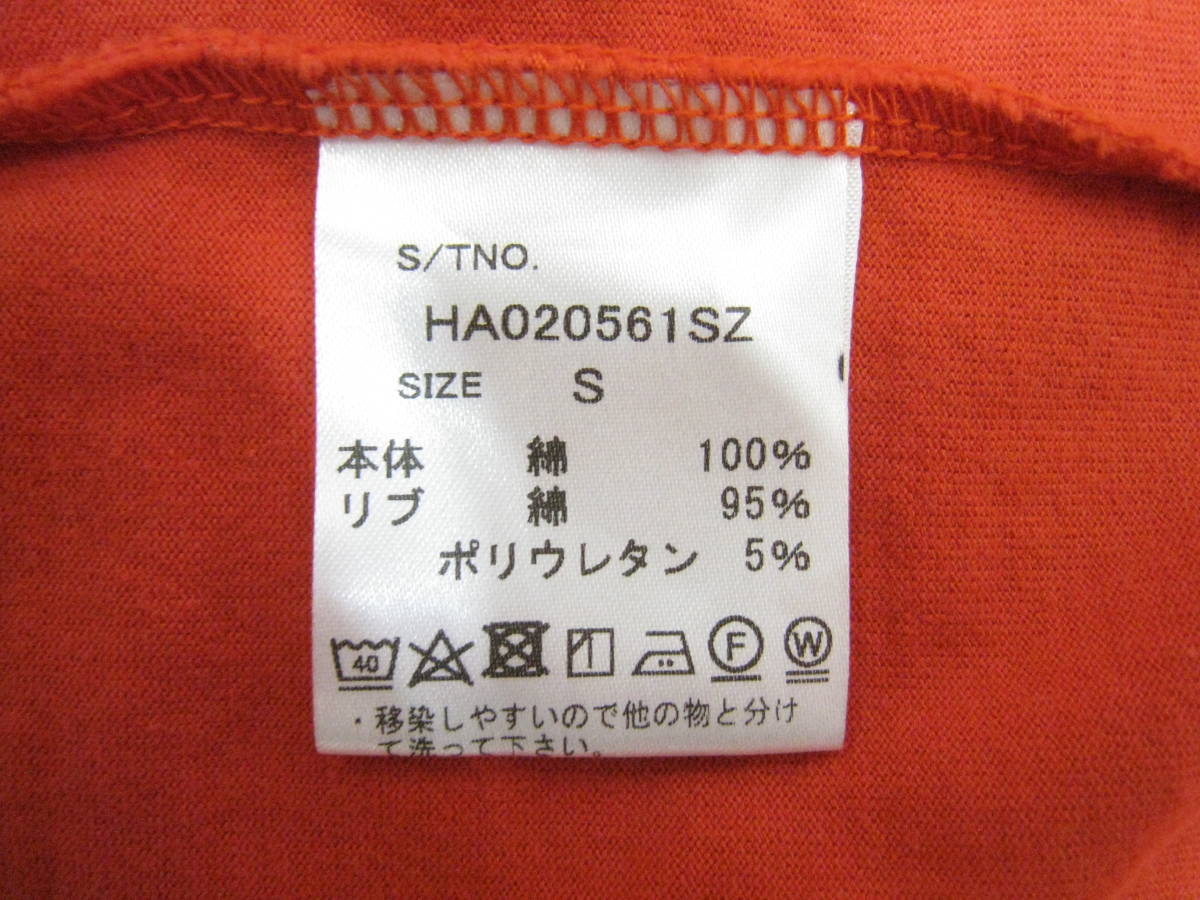 S/TNO.
HA020561SZ
SIZE S
本体 綿 100%
リブ 綿 95%
ポリウレタン 5%
40 F W
・移染しやすいので他の物と分け
て洗って下さい。